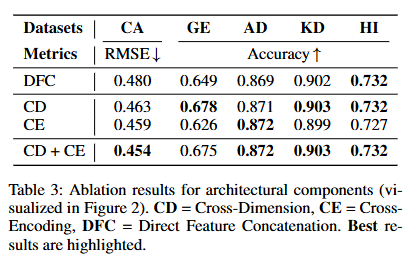 Datasets CA GE AD KD HI
Metrics RMSE↓ Accuracy↑
DFC 0.480 0.649 0.869 0.902 0.732
CD 0.463 0.678 0.871 0.903 0.732
CE 0.459 0.626 0.872 0.899 0.727
CD + CE 0.454 0.675 0.872 0.903 0.732
Table 3: Ablation results for architectural components (vi-
sualized in Figure 2). CD = Cross-Dimension, CE = Cross-
Encoding, DFC = Direct Feature Concatenation. Best re-
sults are highlighted.